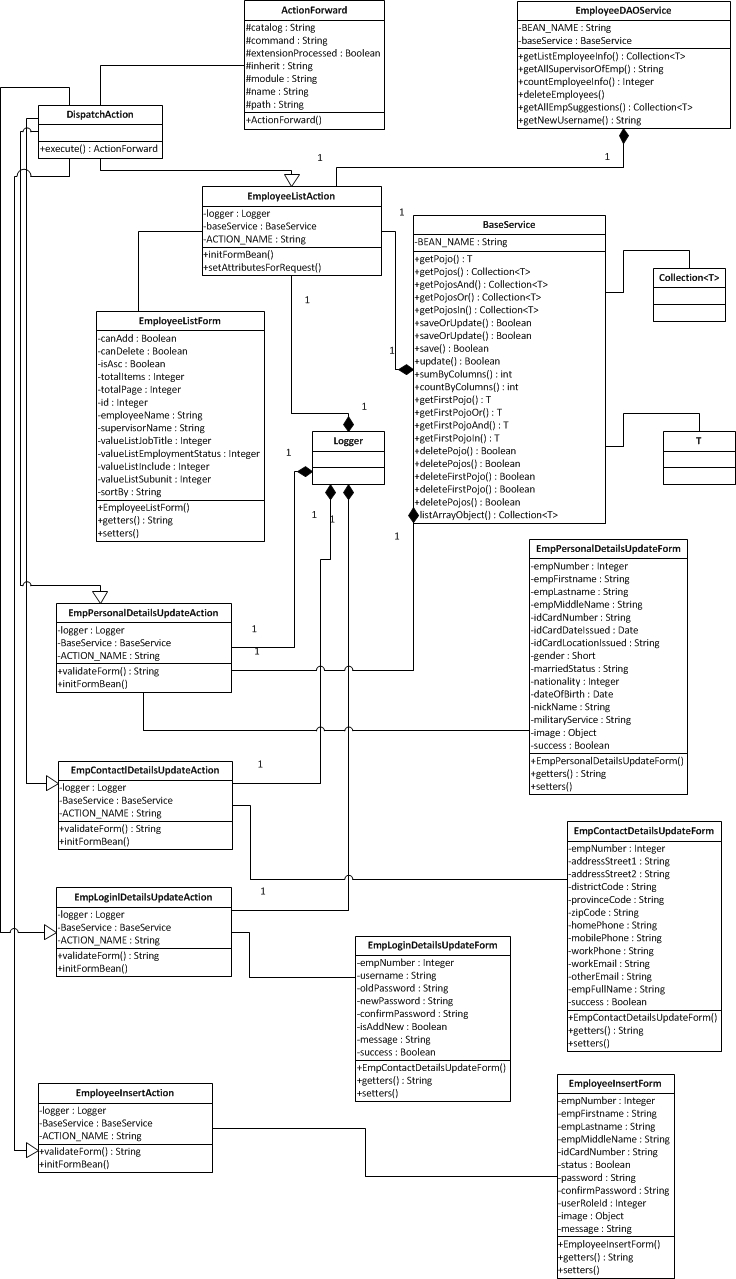 ActionForward
#catalog : String
#command : String
#extensionProcessed : Boolean
#inherit : String
#module : String
#name : String
#path : String
+ActionForward()
EmployeeDAOService
-BEAN_NAME : String
-baseService : BaseService
+getListEmployeeInfo() : Collection<T>
+getAllSupervisorOfEmp() : String
+countEmployeeInfo() : Integer
+deleteEmployees()
+getAllEmpSuggestions() : Collection<T>
+getNewUsername() : String
DispatchAction
+execute() : ActionForward
1
1
EmployeeListAction
-logger : Logger
-baseService : BaseService
-ACTION_NAME : String
+initFormBean()
+setAttributesForRequest()
1
BaseService
-BEAN_NAME : String
+getPojo() : T
+getPojos() : Collection<T>
+getPojosAnd() : Collection<T>
+getPojosOr() : Collection<T>
+getPojosIn() : Collection<T>
+saveOrUpdate() : Boolean
+saveOrUpdate() : Boolean
+save() : Boolean
+update() : Boolean
+sumByColumns() : int
+countByColumns() : int
+getFirstPojo() : T
+getFirstPojoOr() : T
+getFirstPojoAnd() : T
+getFirstPojoIn() : T
+deletePojo() : Boolean
+deletePojos() : Boolean
+deleteFirstPojo() : Boolean
+deleteFirstPojo() : Boolean
+deletePojos() : Boolean
+listArrayObject() : Collection<T>
Collection<T>
T
1
1
EmployeeListForm
-canAdd : Boolean
-canDelete : Boolean
-isAsc : Boolean
-totalItems : Integer
-totalPage : Integer
-id : Integer
-employeeName : String
-supervisorName : String
-valueListJobTitle : Integer
-valueListEmploymentStatus : Integer
-valueListInclude : Integer
-valueListSubunit : Integer
-sortBy : String
+EmployeeListForm()
+getters() : String
+setters()
1
Logger
1
1
1
1
EmpPersonalDetailsUpdateForm
-empNumber : Integer
-empFirstname : String
-empLastname : String
-empMiddleName : String
-idCardNumber : String
-idCardDateIssued : Date
-idCardLocationIssued : String
-gender : Short
-marriedStatus : String
-nationality : Integer
-dateOfBirth : Date
-nickName : String
-militaryService : String
-image : Object
-success : Boolean
+EmpPersonalDetailsUpdateForm()
+getters() : String
+setters()
EmpPersonalDetailsUpdateAction
-logger : Logger
-BaseService : BaseService
-ACTION_NAME : String
+validateForm() : String
+initFormBean()
1
1
EmpContactlDetailsUpdateAction
-logger : Logger
-BaseService : BaseService
-ACTION_NAME : String
+validateForm() : String
+initFormBean()
1
EmpContactDetailsUpdateForm
-empNumber : Integer
-addressStreet1 : String
-addressStreet2 : String
-districtCode : String
-provinceCode : String
-zipCode : String
-homePhone : String
-mobilePhone : String
-workPhone : String
-workEmail : String
-otherEmail : String
-empFullName : String
-success : Boolean
+EmpContactDetailsUpdateForm()
+getters() : String
+setters()
EmpLoginlDetailsUpdateAction
-logger : Logger
-BaseService : BaseService
-ACTION_NAME : String
+validateForm() : String
+initFormBean()
1
EmpLoginDetailsUpdateForm
-empNumber : Integer
-username : String
-oldPassword : String
-newPassword : String
-confirmPassword : String
-isAddNew : Boolean
-message : String
-success : Boolean
+EmpContactDetailsUpdateForm()
+getters() : String
+setters()
EmployeeInsertAction
-logger : Logger
-BaseService : BaseService
-ACTION_NAME : String
+validateForm() : String
+initFormBean()
EmployeeInsertForm
-empNumber : Integer
-empFirstname : String
-empLastname : String
-empMiddleName : String
-idCardNumber : String
-status : Boolean
-password : String
-confirmPassword : String
-userRoleId : Integer
-image : Object
-message : String
+EmployeeInsertForm()
+getters() : String
+setters()